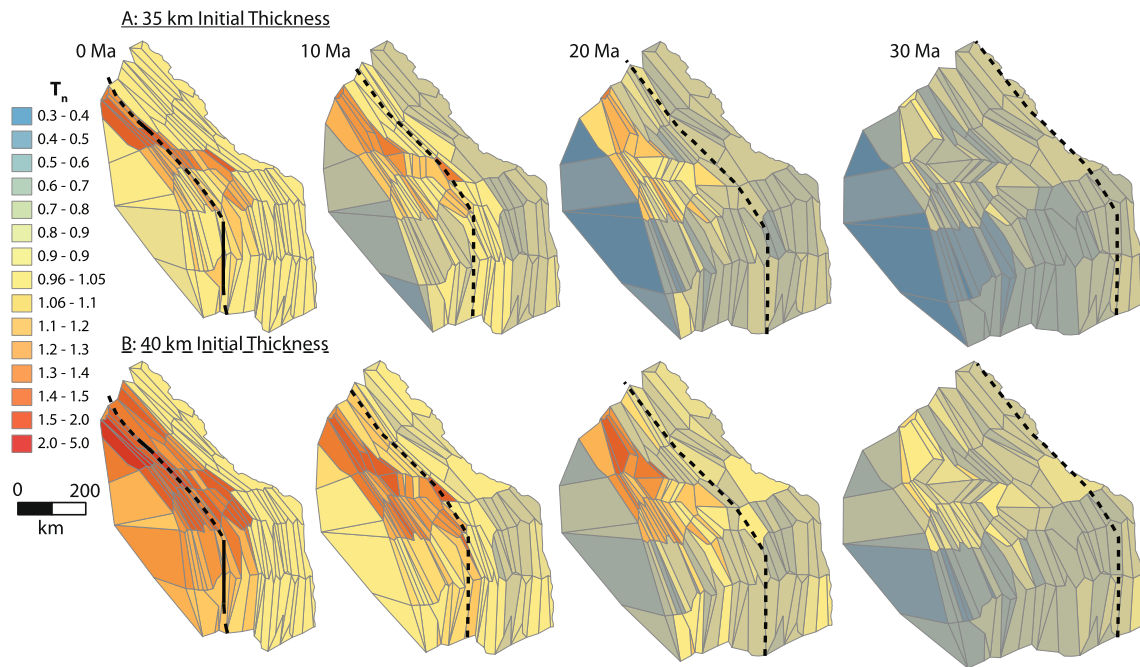 A: 35 km Initial Thickness
0 Ma
10 Ma
20 Ma
30 Ma
Tn
0.3 - 0.4
0.4 - 0.5
0.5 - 0.6
0.6 - 0.7
0.7 - 0.8
0.8 - 0.9
0.9 - 0.9
0.96 - 1.05
1.06 - 1.1
1.1 - 1.2
1.2 - 1.3
1.3 - 1.4
1.4 - 1.5
1.5 - 2.0
2.0 - 5.0
B: 40 km Initial Thickness
0 200
km